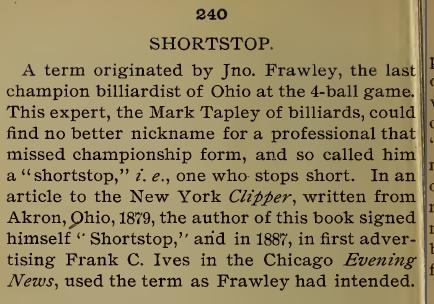 240
SHORTSTOP.
A term originated by Jno. Frawley, the last
champion billiardist of Ohio at the 4-ball game.
This expert, the Mark Tapley of billiards, could
find no better nickname for a professional that
missed championship form, and so called him
a "shortstop," i. e., one who stops short. In an
article to the New York Clipper, written from
Akron, Ohio, 1879, the author of this book signed
himself "Shortstop," and in 1887, in first adver-
tising Frank C. Ives in the Chicago Evening
News, used the term as Frawley had intended.